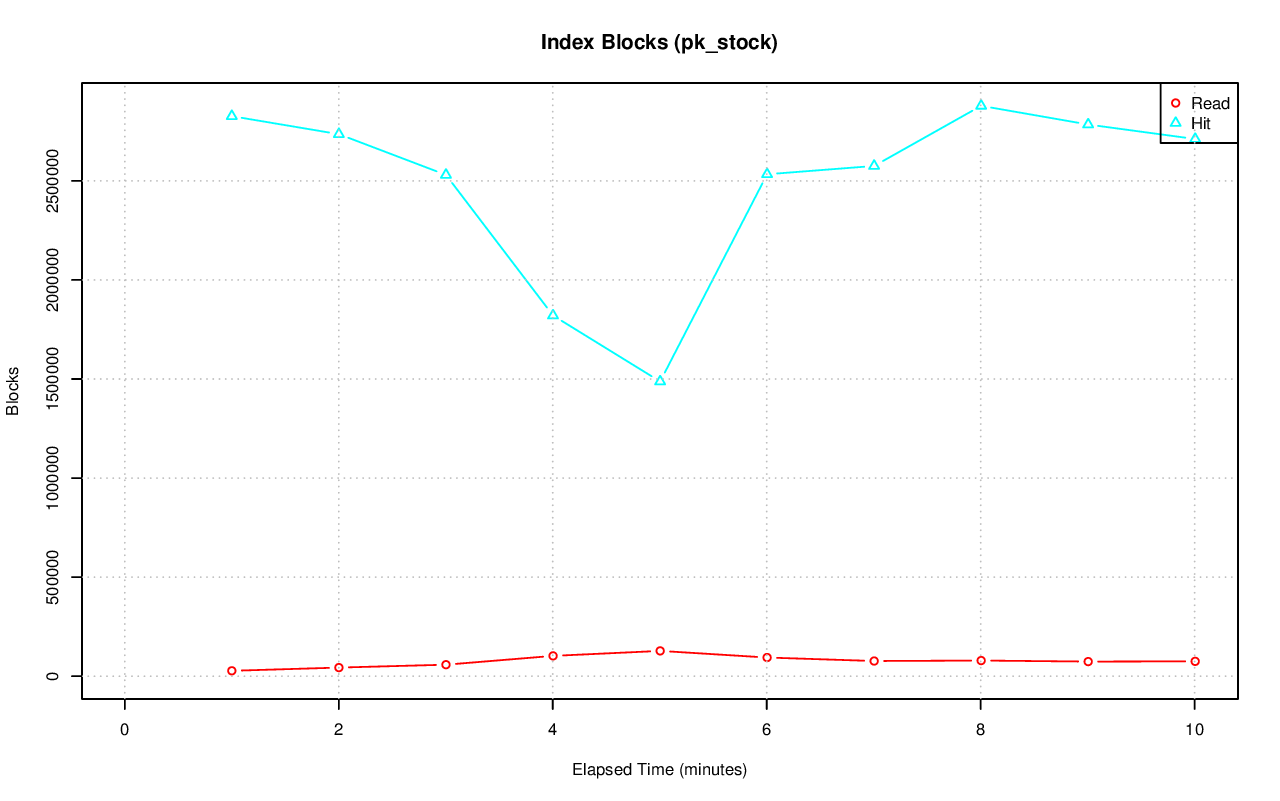 Index Blocks (pk_stock)
Read
Hit
Blocks
2500000
2000000
1500000
1000000
500000
0
0 2 4 6 8 10
Elapsed Time (minutes)